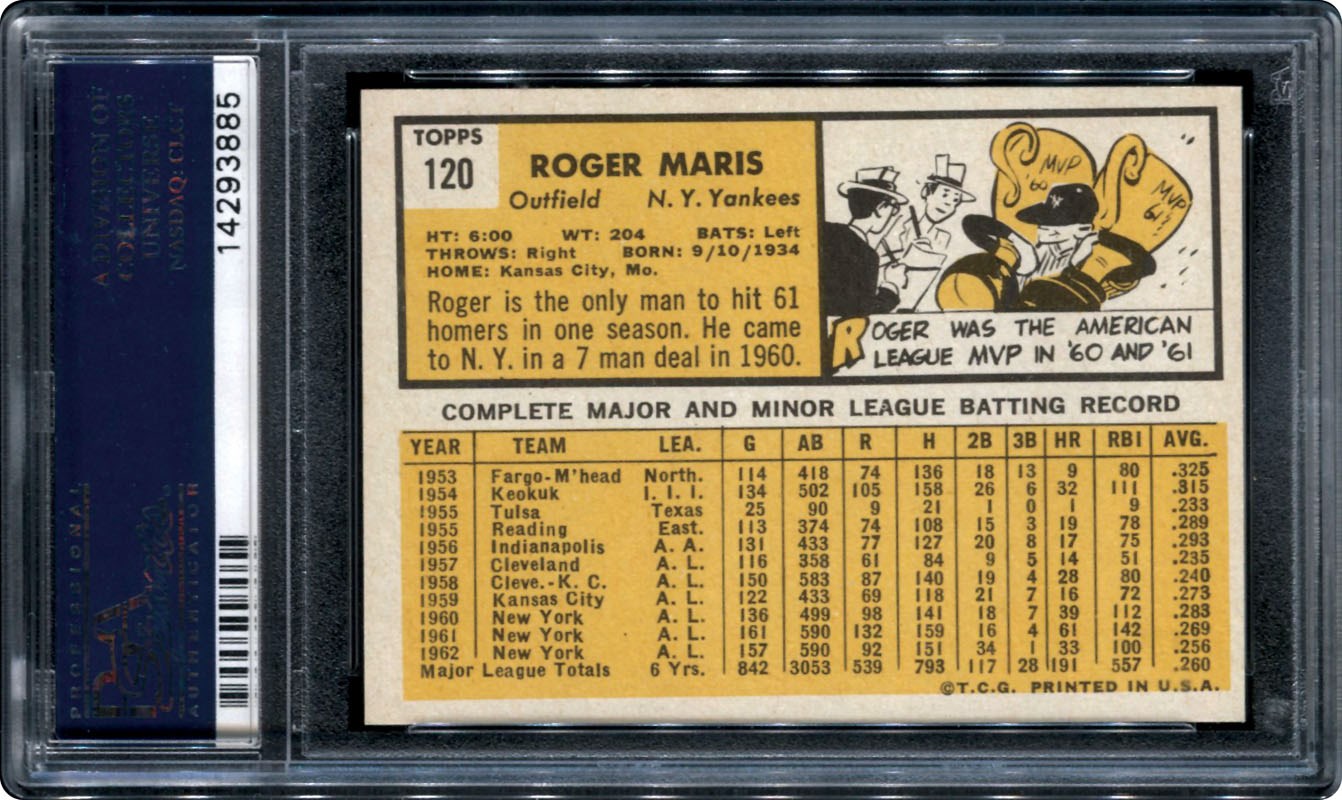 A DIVISION OF
COLLECTORS
UNIVERSE
NASDAQ: CLCT
14293885
PROFESSIONAL
PSA
AUTHENTICATOR
TOPPS
120
ROGER MARIS
Outfield N. Y. Yankees
HT: 6:00 WT: 204 BATS: Left
THROWS: Right BORN: 9/10/1934
HOME: Kansas City, Mo.
Roger is the only man to hit 61
homers in one season. He came
to N. Y. in a 7 man deal in 1960.
MVP
'60
MVP
'61
ROGER WAS THE AMERICAN
LEAGUE MVP IN '60 AND '61
COMPLETE MAJOR AND MINOR LEAGUE BATTING RECORD
YEAR TEAM LEA. G AB R H 2B 3B HR RBI AVG.
1953 Fargo-M'head North. 114 418 74 136 18 13 9 80 .325
1954 Keokuk I. I. I. 134 502 105 158 26 6 32 111 .315
1955 Tulsa Texas 25 90 9 21 1 0 1 9 .233
1955 Reading East. 113 374 74 108 15 3 19 78 .289
1956 Indianapolis A. A. 131 433 77 127 20 8 17 75 .293
1957 Cleveland A. L. 116 358 61 84 9 5 14 51 .235
1958 Cleve.-K. C. A. L. 150 583 87 140 19 4 28 80 .240
1959 Kansas City A. L. 122 433 69 118 21 7 16 72 .273
1960 New York A. L. 136 499 98 141 18 7 39 112 .283
1961 New York A. L. 161 590 132 159 16 4 61 142 .269
1962 New York A. L. 157 590 92 151 34 1 33 100 .256
Major League Totals 6 Yrs. 842 3053 539 793 117 28 191 557 .260
©T.C.G. PRINTED IN U.S.A.